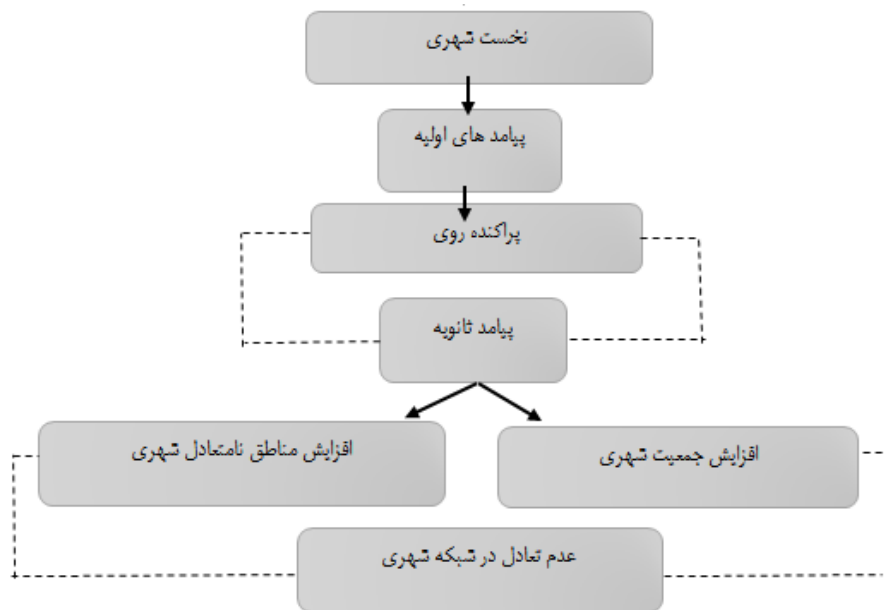 نخست شهری
پیامد های اولیه
پراکنده روی
پیامد ثانویه
افزایش جمعیت شهری
افزایش مناطق نامتعادل شهری
عدم تعادل در شبکه شهری